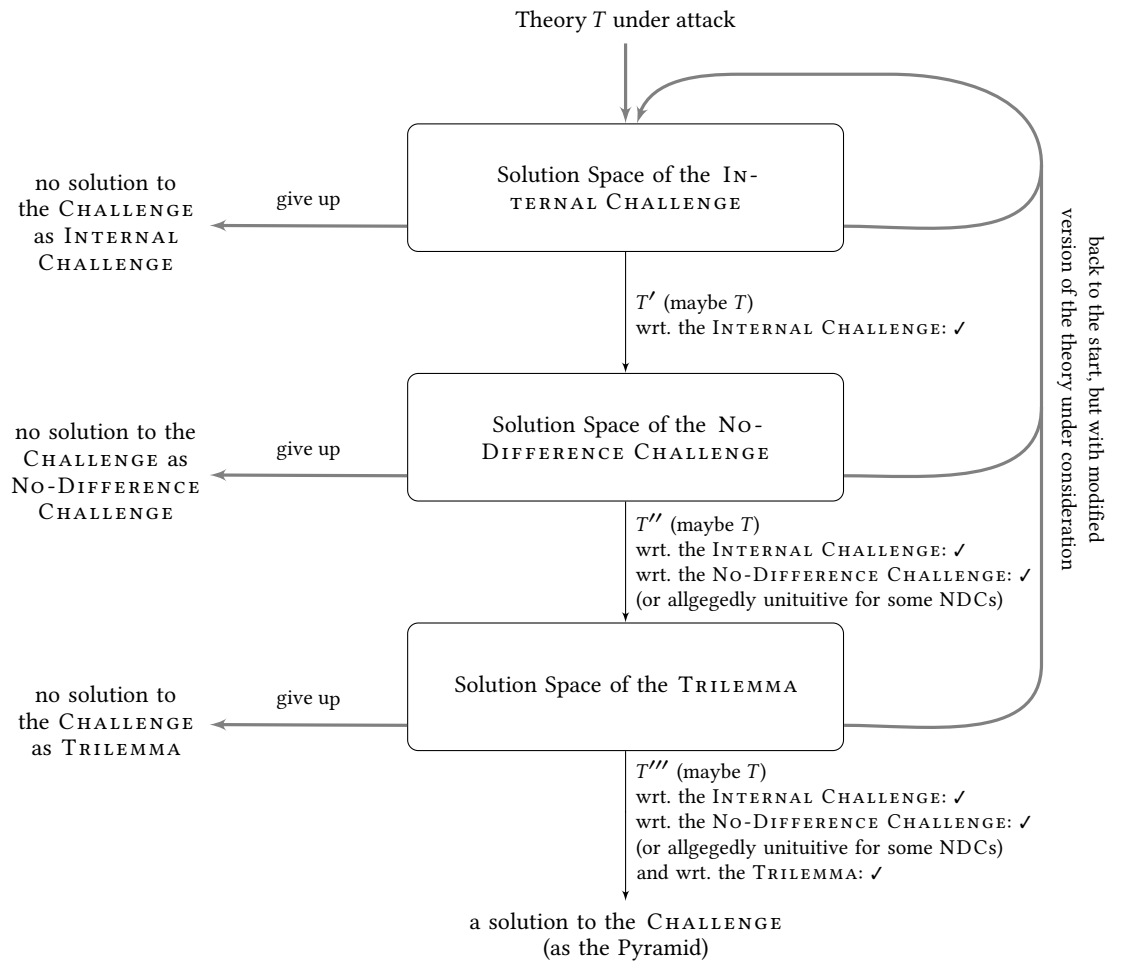 Theory T under attack
Solution Space of the IN-
TERNAL CHALLENGE
no solution to
the CHALLENGE
as INTERNAL
CHALLENGE
give up
T′ (maybe T)
wrt. the INTERNAL CHALLENGE: ✓
back to the start, but with modified
version of the theory under consideration
Solution Space of the NO-
DIFFERENCE CHALLENGE
no solution to the
CHALLENGE as
NO-DIFFERENCE
CHALLENGE
give up
T′′ (maybe T)
wrt. the INTERNAL CHALLENGE: ✓
wrt. the NO-DIFFERENCE CHALLENGE: ✓
(or allgegedly unituitive for some NDCs)
Solution Space of the TRILEMMA
no solution to
the CHALLENGE
as TRILEMMA
give up
T′′′ (maybe T)
wrt. the INTERNAL CHALLENGE: ✓
wrt. the NO-DIFFERENCE CHALLENGE: ✓
(or allgegedly unituitive for some NDCs)
and wrt. the TRILEMMA: ✓
a solution to the CHALLENGE
(as the Pyramid)